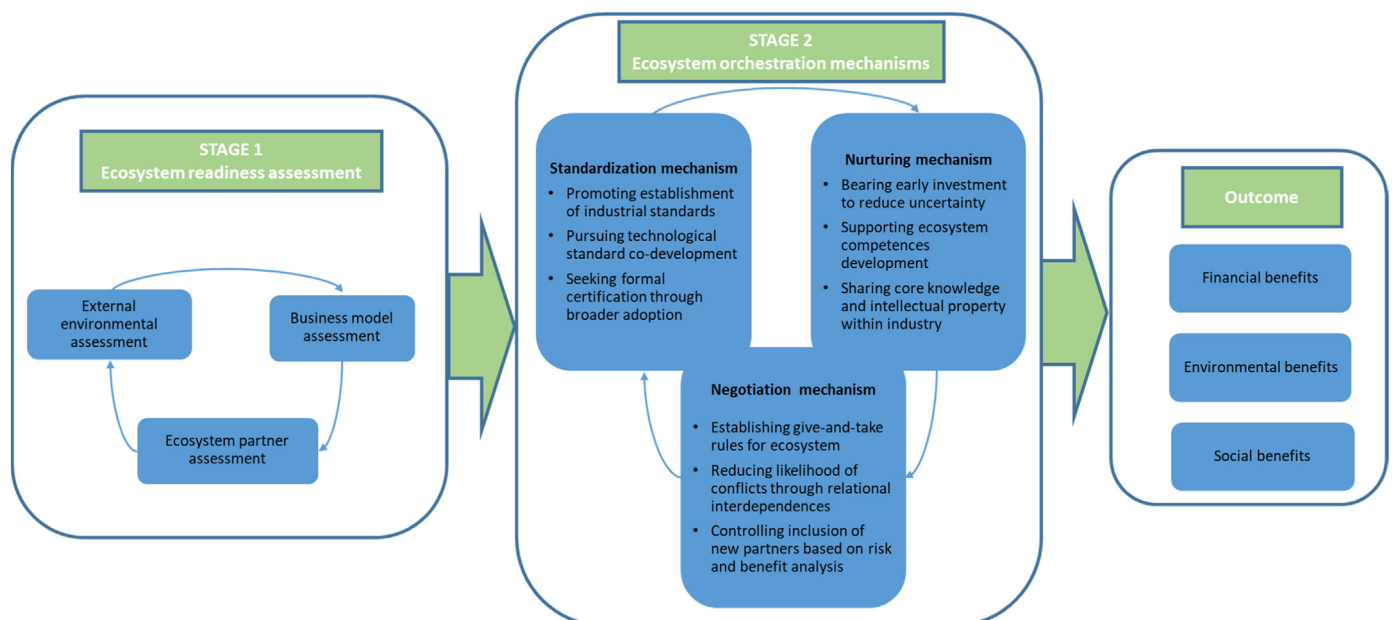 STAGE 1
Ecosystem readiness assessment
External
environmental
assessment
Business model
assessment
Ecosystem partner
assessment
STAGE 2
Ecosystem orchestration mechanisms
Standardization mechanism
• Promoting establishment
of industrial standards
• Pursuing technological
standard co-development
• Seeking formal
certification through
broader adoption
Nurturing mechanism
• Bearing early investment
to reduce uncertainty
• Supporting ecosystem
competences
development
• Sharing core knowledge
and intellectual property
within industry
Negotiation mechanism
• Establishing give-and-take
rules for ecosystem
• Reducing likelihood of
conflicts through relational
interdependences
• Controlling inclusion of
new partners based on risk
and benefit analysis
Outcome
Financial benefits
Environmental benefits
Social benefits